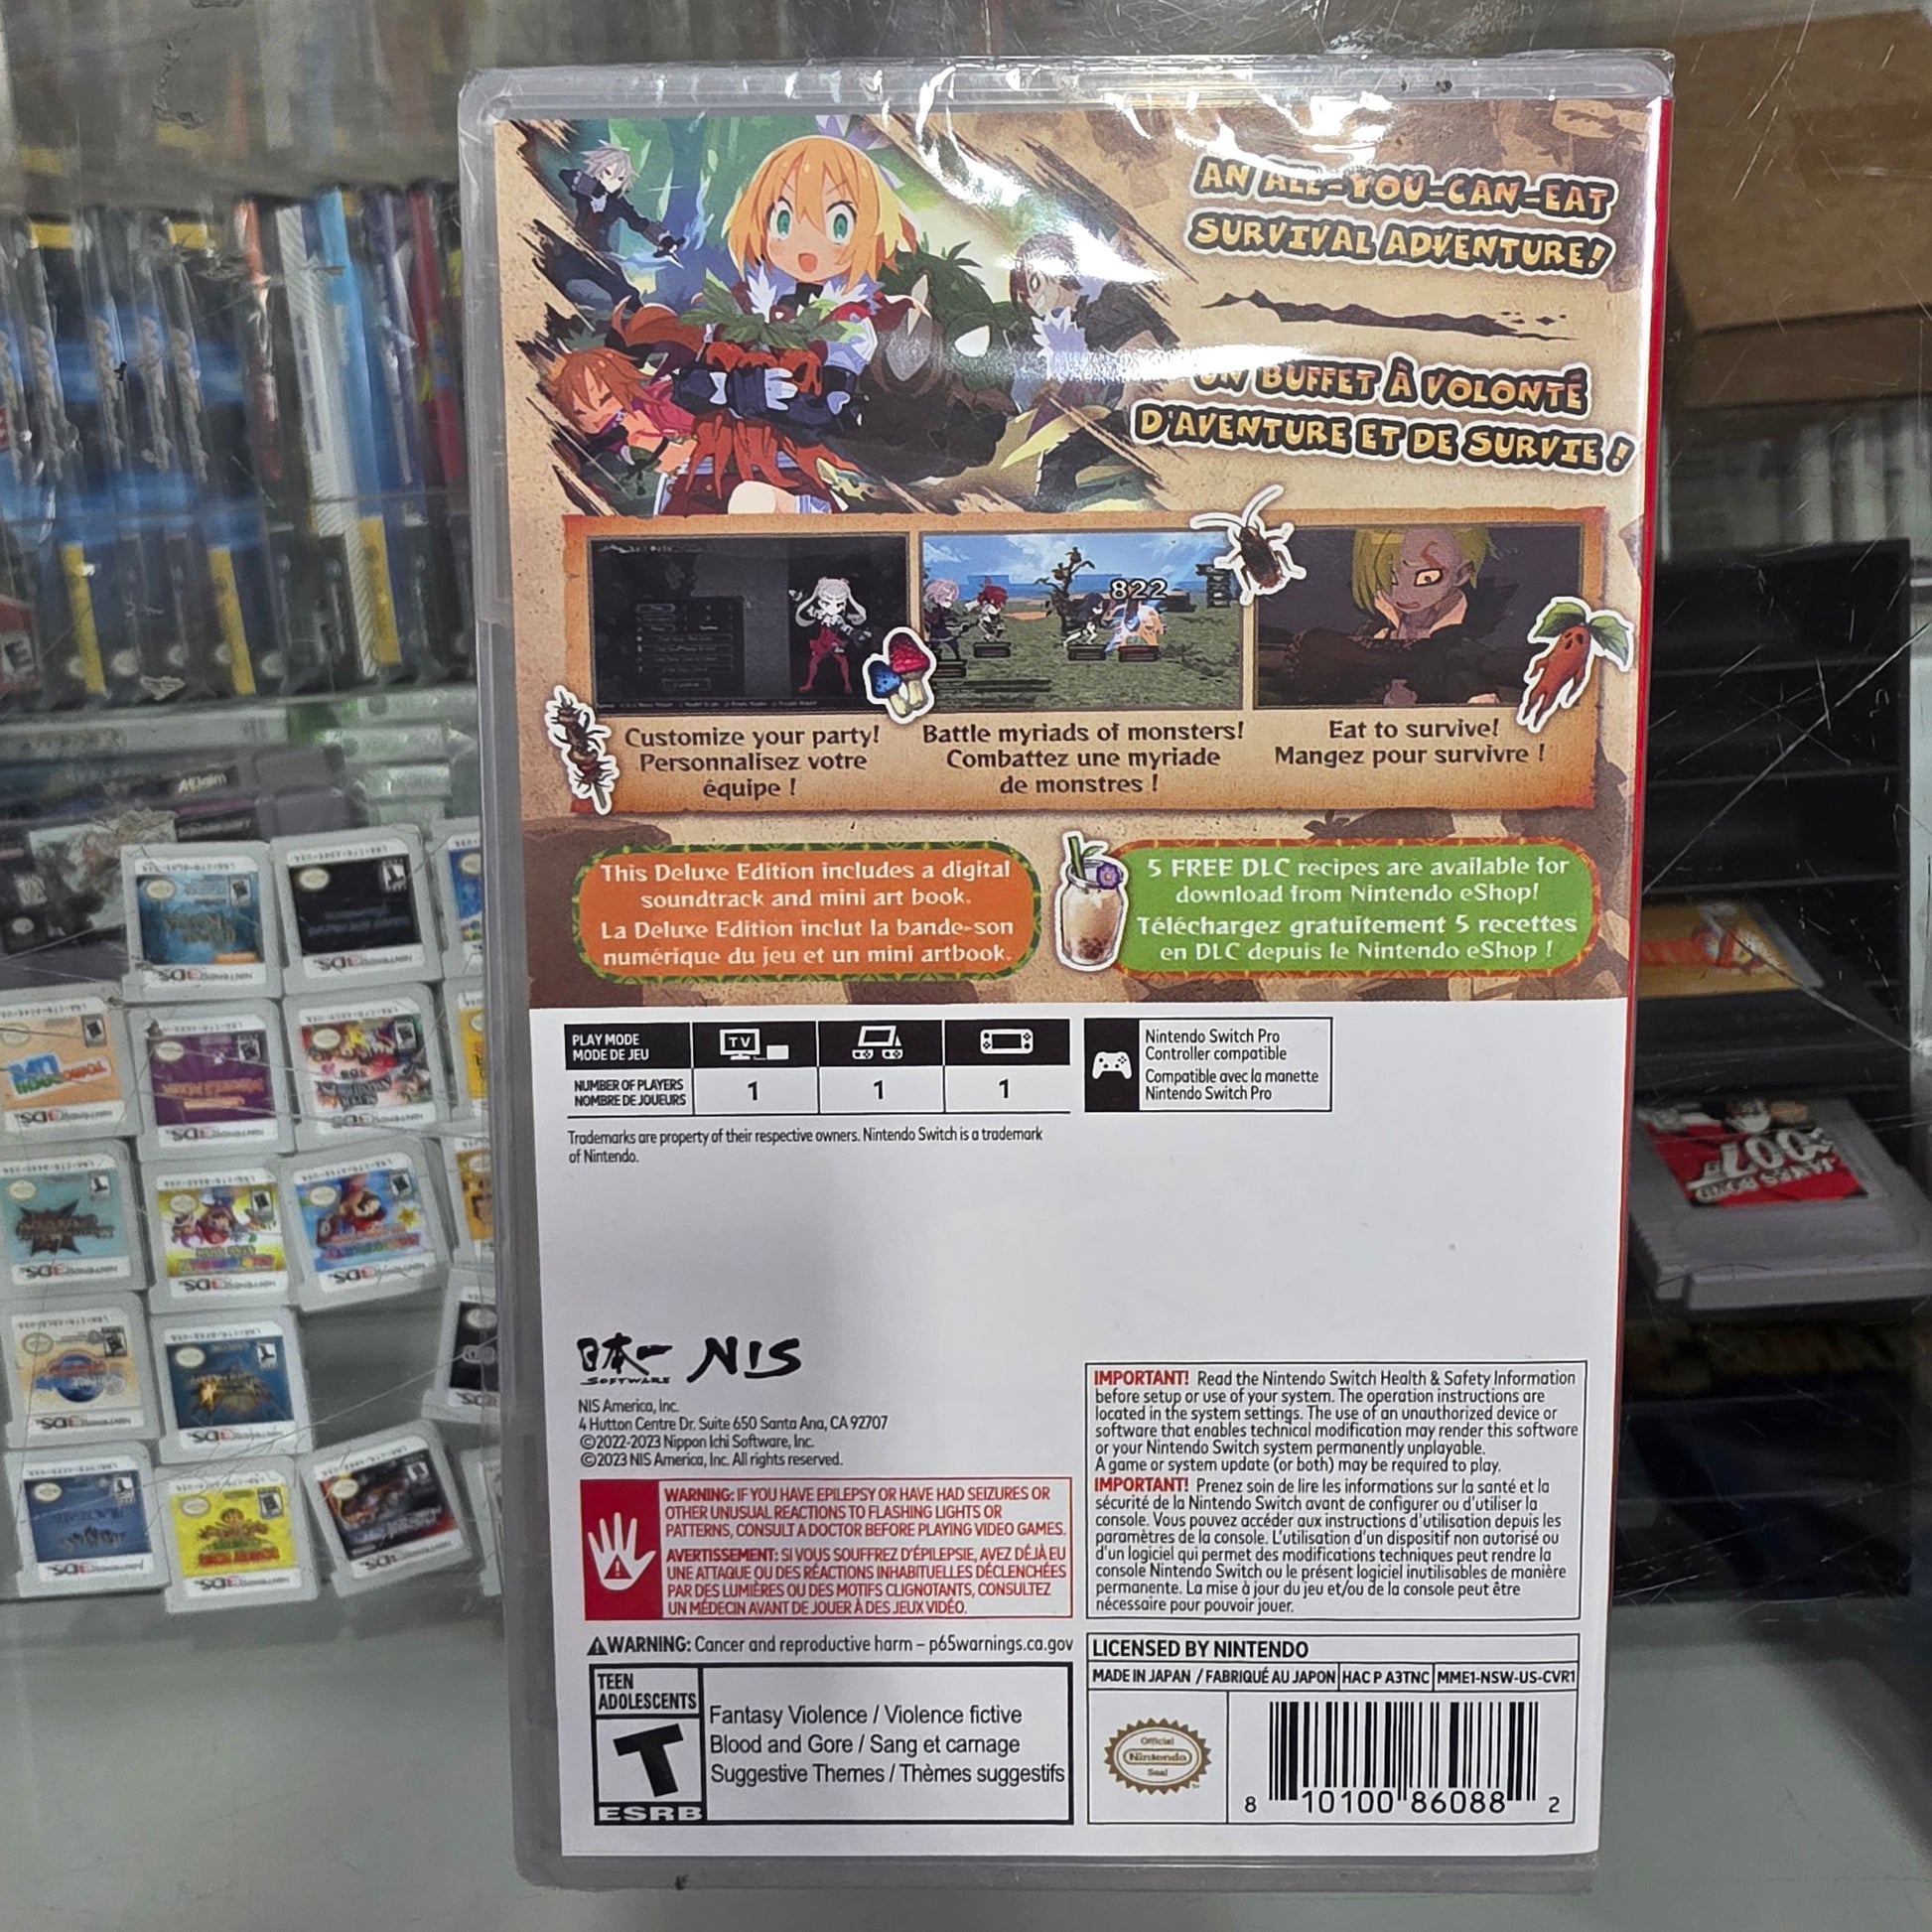 AN ALL-YOU-CAN-EAT
SURVIVAL ADVENTURE!
UN BUFFET À VOLONTÉ
D'AVENTURE ET DE SURVIE !
822
Customize your party!
Personnalisez votre
équipe !
Battle myriads of monsters!
Combattez une myriade
de monstres !
Eat to survive!
Mangez pour survivre !
This Deluxe Edition includes a digital
soundtrack and mini art book.
La Deluxe Edition inclut la bande-son
numérique du jeu et un mini artbook.
5 FREE DLC recipes are available for
download from Nintendo eShop!
Téléchargez gratuitement 5 recettes
en DLC depuis le Nintendo eShop !
PLAY MODE
MODE DE JEU
TV
NUMBER OF PLAYERS
NOMBRE DE JOUEURS
1
1
1
Nintendo Switch Pro
Controller compatible
Compatible avec la manette
Nintendo Switch Pro
Trademarks are property of their respective owners. Nintendo Switch is a trademark
of Nintendo.
日本一
SOFTWARE
NIS
NIS America, Inc.
4 Hutton Centre Dr. Suite 650 Santa Ana, CA 92707
©2022-2023 Nippon Ichi Software, Inc.
©2023 NIS America, Inc. All rights reserved.
WARNING: IF YOU HAVE EPILEPSY OR HAVE HAD SEIZURES OR
OTHER UNUSUAL REACTIONS TO FLASHING LIGHTS OR
PATTERNS, CONSULT A DOCTOR BEFORE PLAYING VIDEO GAMES.
AVERTISSEMENT: SI VOUS SOUFFREZ D'ÉPILEPSIE, AVEZ DÉJÀ EU
UNE ATTAQUE OU DES RÉACTIONS INHABITUELLES DÉCLENCHÉES
PAR DES LUMIÈRES OU DES MOTIFS CLIGNOTANTS, CONSULTEZ
UN MÉDECIN AVANT DE JOUER À DES JEUX VIDÉO.
WARNING: Cancer and reproductive harm – p65warnings.ca.gov
TEEN
ADOLESCENTS
T
ESRB
Fantasy Violence / Violence fictive
Blood and Gore / Sang et carnage
Suggestive Themes / Thèmes suggestifs
IMPORTANT! Read the Nintendo Switch Health & Safety Information
before setup or use of your system. The operation instructions are
located in the system settings. The use of an unauthorized device or
software that enables technical modification may render this software
or your Nintendo Switch system permanently unplayable.
A game or system update (or both) may be required to play.
IMPORTANT! Prenez soin de lire les informations sur la santé et la
sécurité de la Nintendo Switch avant de configurer ou d'utiliser la
console. Vous pouvez accéder aux instructions d'utilisation depuis les
paramètres de la console. L'utilisation d'un dispositif non autorisé ou
d'un logiciel qui permet des modifications techniques peut rendre la
console Nintendo Switch ou le présent logiciel inutilisables de manière
permanente. La mise à jour du jeu et/ou de la console peut être
nécessaire pour pouvoir jouer.
LICENSED BY NINTENDO
MADE IN JAPAN / FABRIQUÉ AU JAPON
HAC P A3TNC
MME1-NSW-US-CVR1
Official
Nintendo
Seal
8 10100 86088 2
Akclaim
JAMES BOND
007